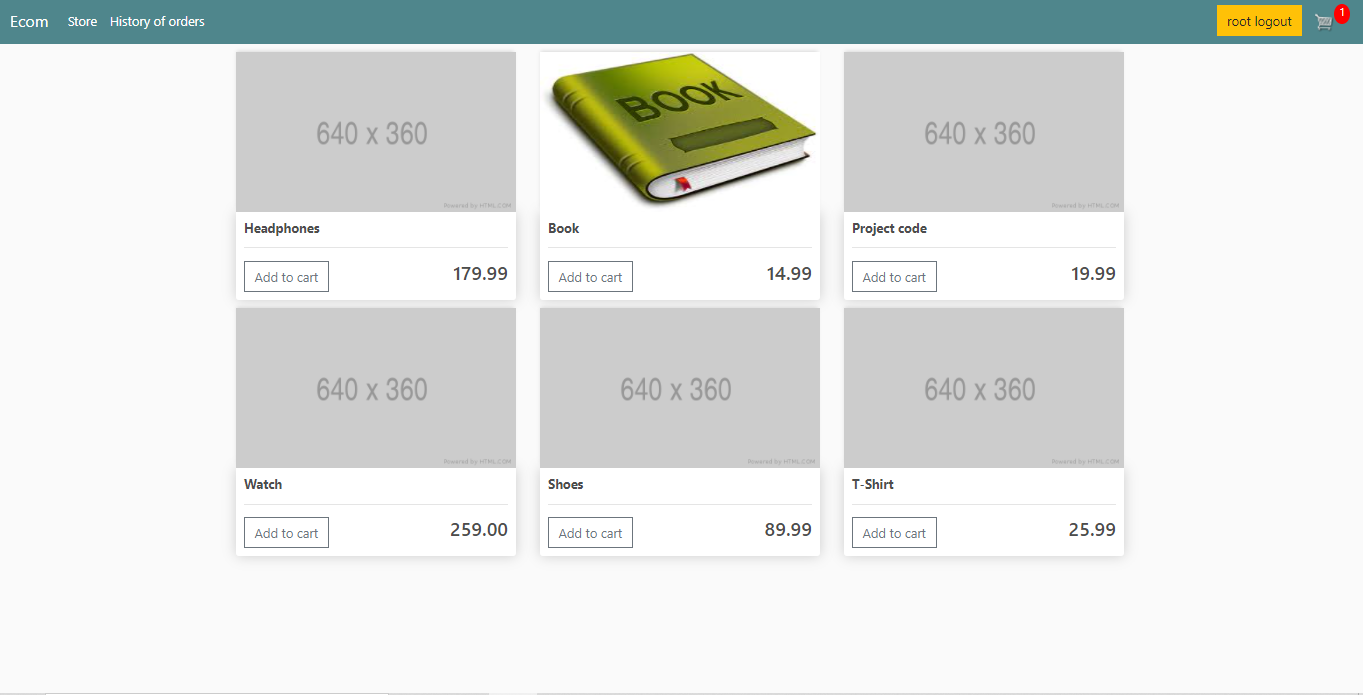 Ecom Store History of orders root logout 1
640 x 360 BOOK 640 x 360
Powered by HTML.COM Powered by HTML.COM
Headphones Book Project code
Add to cart 179.99 Add to cart 14.99 Add to cart 19.99
640 x 360 640 x 360 640 x 360
Powered by HTML.COM Powered by HTML.COM Powered by HTML.COM
Watch Shoes T-Shirt
Add to cart 259.00 Add to cart 89.99 Add to cart 25.99